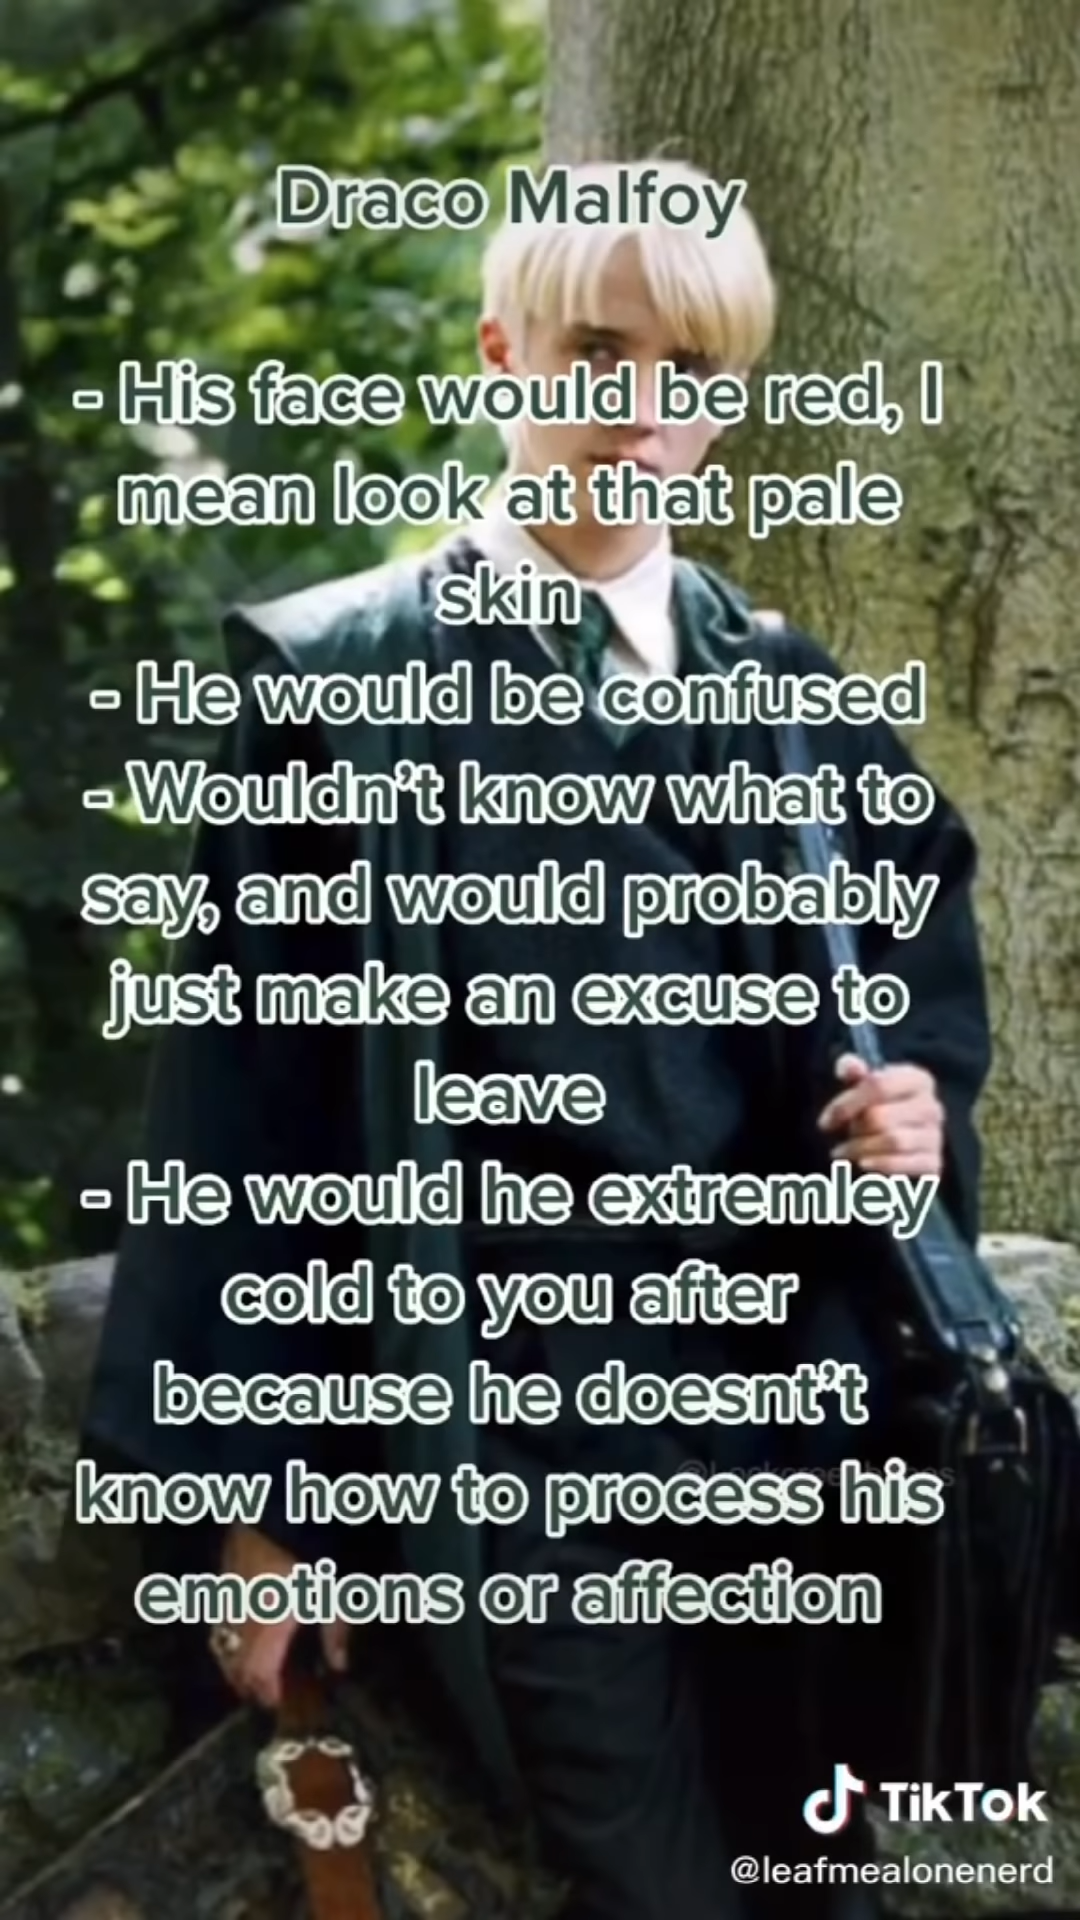 Draco Malfoy
- His face would be red, I
mean look at that pale
skin
- He would be confused
- Wouldn't know what to
say, and would probably
just make an excuse to
leave
- He would he extremley
cold to you after
because he doesnt't
know how to process his
emotions or affection
TikTok
@leafmealonenerd